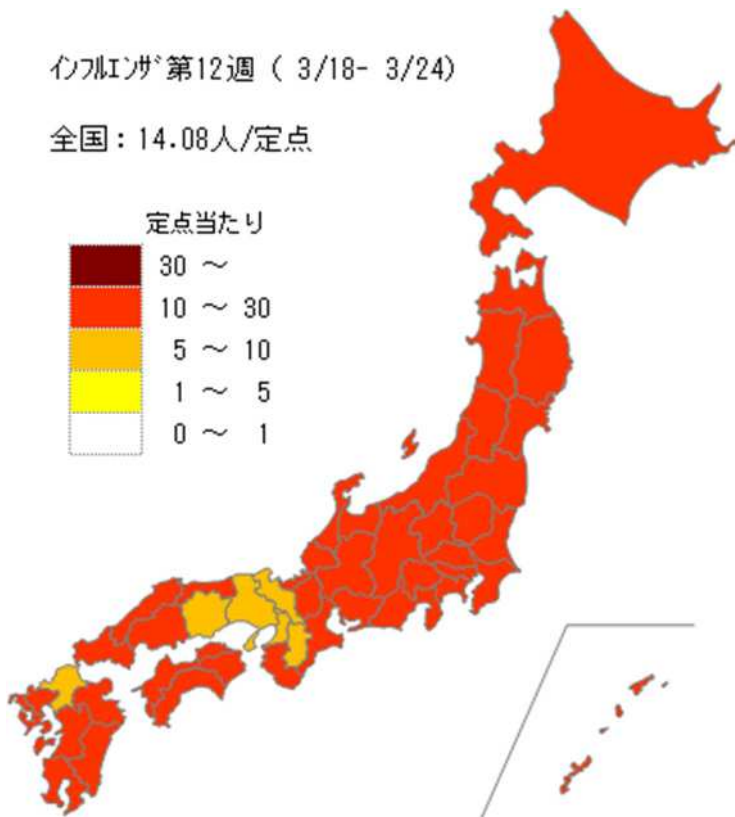 ｲﾝﾌﾙｴﾝｻﾞ第12週 ( 3/18- 3/24)
全国：14.08人/定点
定点当たり
30 ～
10 ～ 30
5 ～ 10
1 ～ 5
0 ～ 1